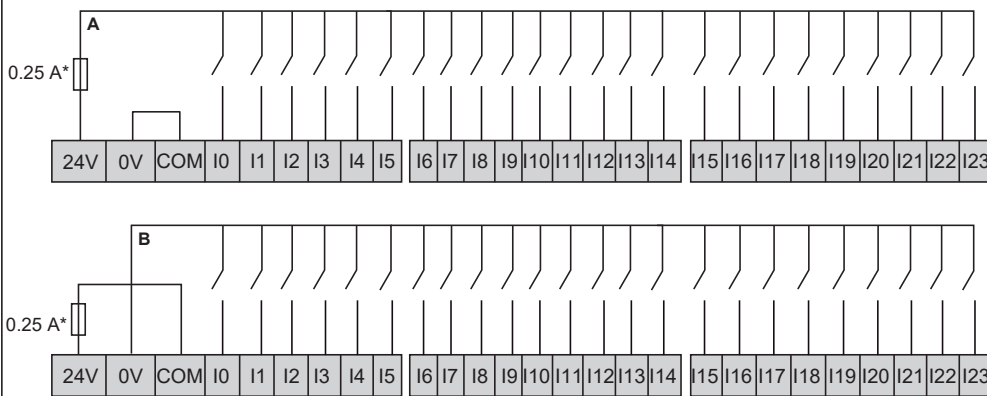 A
0.25 A*
24V 0V COM I0 I1 I2 I3 I4 I5 I6 I7 I8 I9 I10 I11 I12 I13 I14 I15 I16 I17 I18 I19 I20 I21 I22 I23
B
0.25 A*
24V 0V COM I0 I1 I2 I3 I4 I5 I6 I7 I8 I9 I10 I11 I12 I13 I14 I15 I16 I17 I18 I19 I20 I21 I22 I23